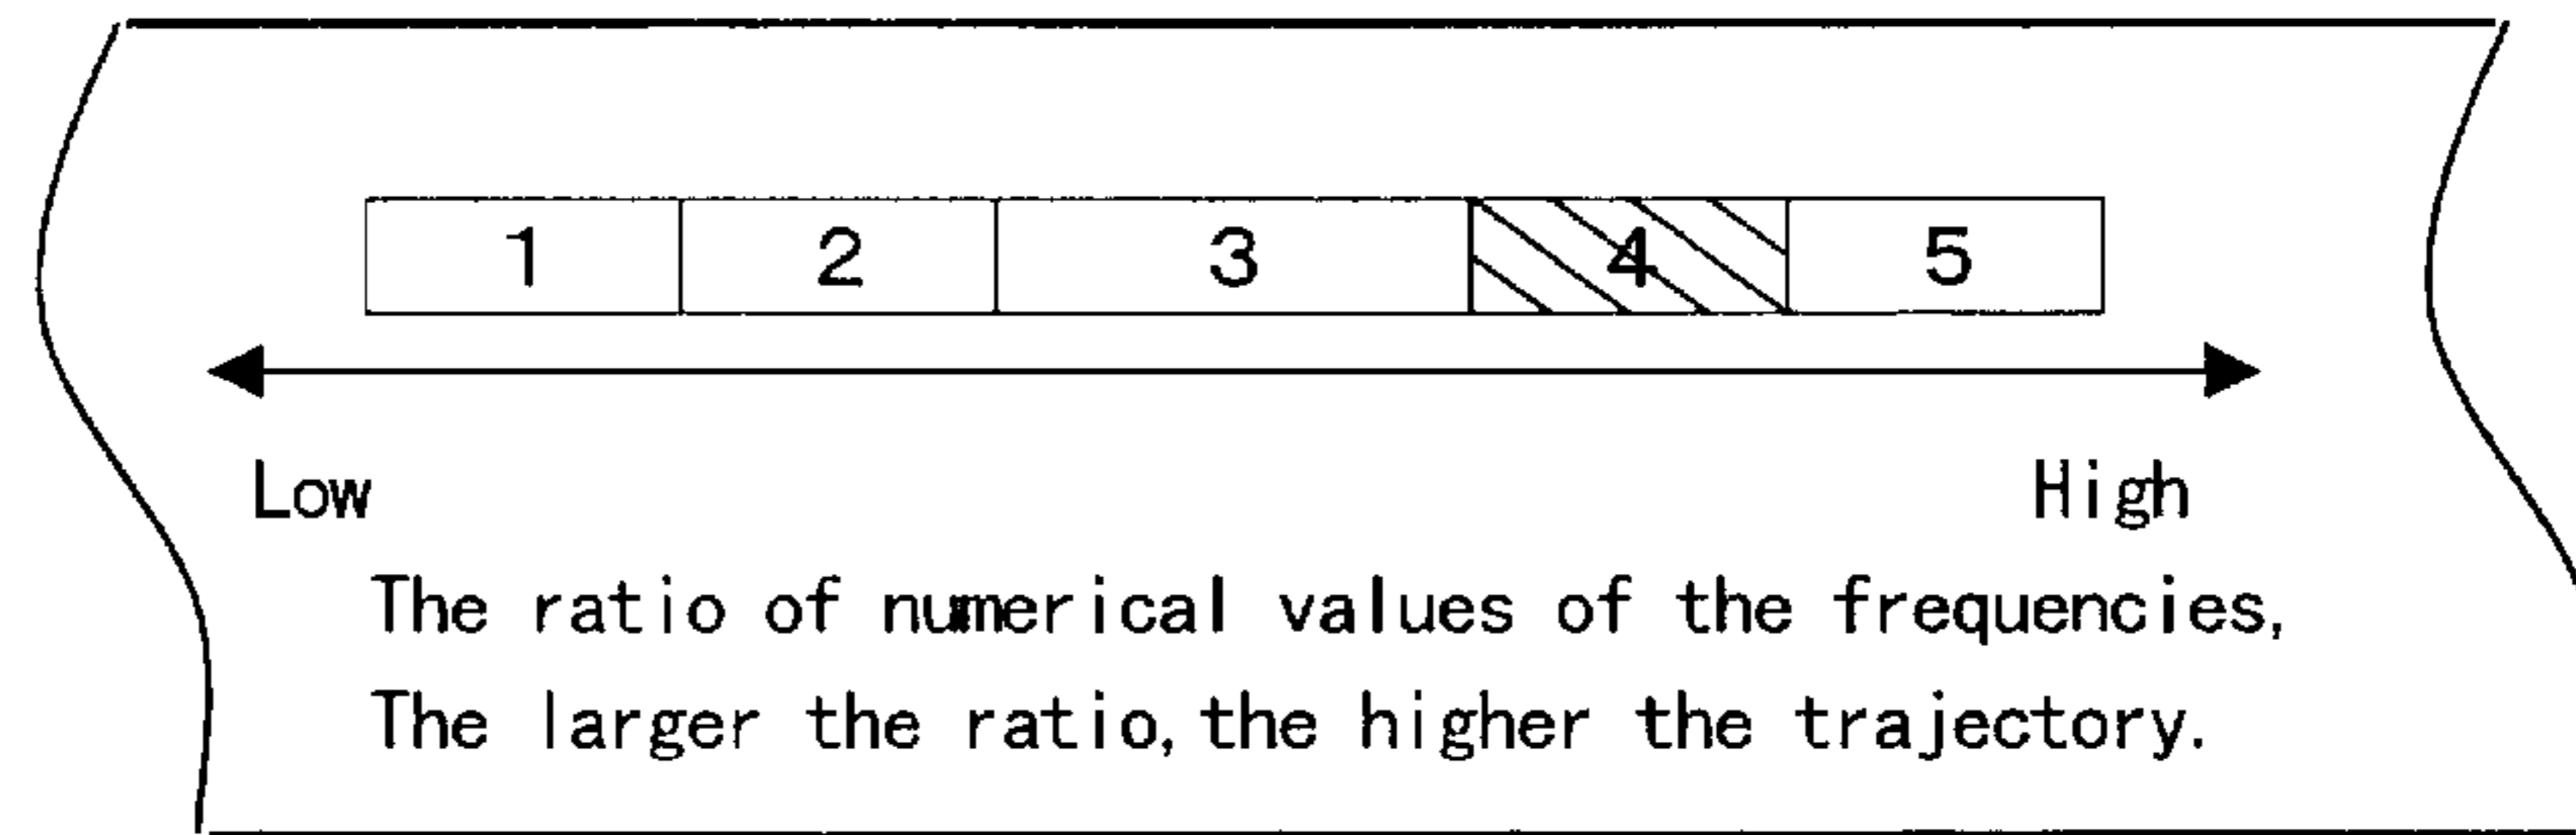 1 2 3 4 5
Low High
The ratio of numerical values of the frequencies,
The larger the ratio, the higher the trajectory.